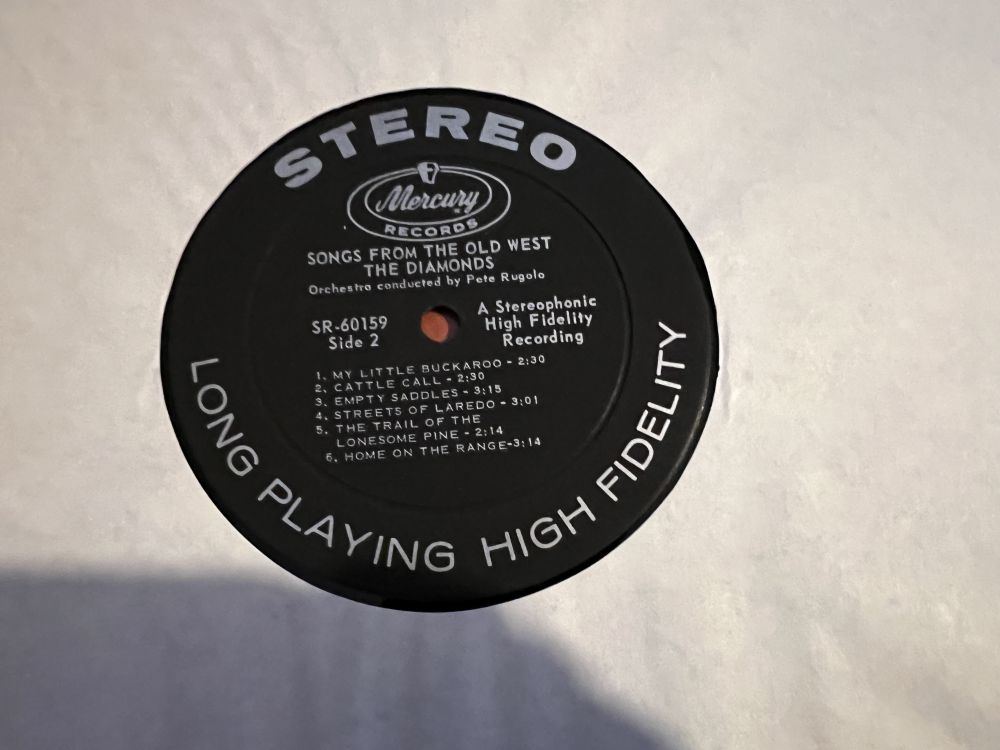 STEREO
Mercury
RECORDS
SONGS FROM THE OLD WEST
THE DIAMONDS
Orchestra conducted by Pete Rugolo
SR-60159
Side 2
A Stereophonic
High Fidelity
Recording
1. MY LITTLE BUCKAROO - 2:30
2. CATTLE CALL - 2:30
3. EMPTY SADDLES - 3:15
4. STREETS OF LAREDO - 3:01
5. THE TRAIL OF THE
LONESOME PINE - 2:14
6. HOME ON THE RANGE-3:14
LONG PLAYING HIGH FIDELITY